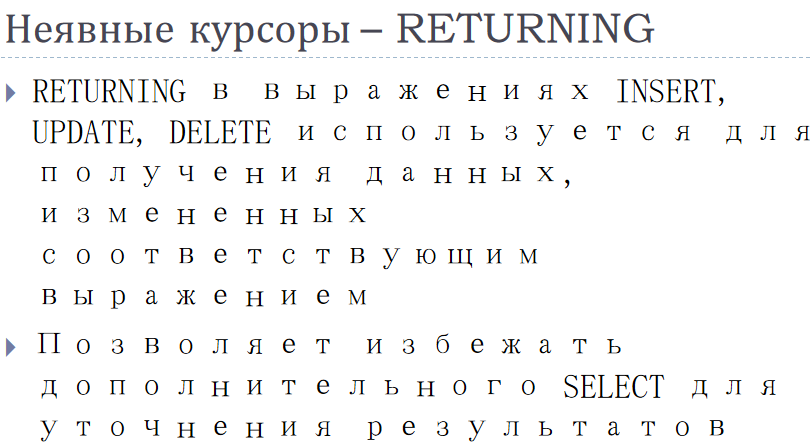 Неявные курсоры – RETURNING
RETURNING в выражениях INSERT,
UPDATE, DELETE используется для
получения данных,
измененных
соответствующим
выражением
Позволяет избежать
дополнительного SELECT для
уточнения результатов